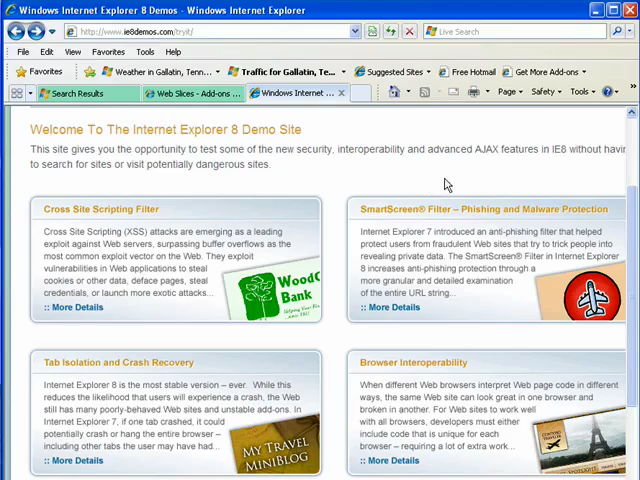 Windows Internet Explorer 8 Demos - Windows Internet Explorer
http://www.ie8demos.com/tryit/
Live Search
File Edit View Favorites Tools Help
Favorites Weather in Gallatin, Tenn... Traffic for Gallatin, Te... Suggested Sites Free Hotmail Get More Add-ons
Search Results Web Slices - Add-ons ... Windows Internet ... Page Safety Tools
Welcome To The Internet Explorer 8 Demo Site
This site gives you the opportunity to test some of the new security, interoperability and advanced AJAX features in IE8 without havin
to search for sites or visit potentially dangerous sites.
Cross Site Scripting Filter
Cross Site Scripting (XSS) attacks are emerging as a leading
exploit against Web servers, surpassing buffer overflows as the
most common exploit vector on the Web. They exploit
vulnerabilities in Web applications to steal
cookies or other data, deface pages, steal
credentials, or launch more exotic attacks...
:: More Details
WoodG
Bank
SmartScreen® Filter – Phishing and Malware Protection
Internet Explorer 7 introduced an anti-phishing filter that helped
protect users from fraudulent Web sites that try to trick people into
revealing private data. The SmartScreen® Filter in Internet Explorer
8 increases anti-phishing protection through a
more granular and detailed examination
of the entire URL string...
:: More Details
Tab Isolation and Crash Recovery
Internet Explorer 8 is the most stable version – ever. While this
reduces the likelihood that users will experience a crash, the Web
still has many poorly-behaved Web sites and unstable add-ons. In
Internet Explorer 7, if one tab crashed, it could
potentially crash or hang the entire browser –
including other tabs the user may have had...
:: More Details
MY TRAVEL
MINIBLOG
Browser Interoperability
When different Web browsers interpret Web page code in different
ways, the same Web site can look great in one browser and
broken in another. For Web sites to work well
with all browsers, developers must either
include code that is unique for each
browser – requiring a lot of extra work...
:: More Details